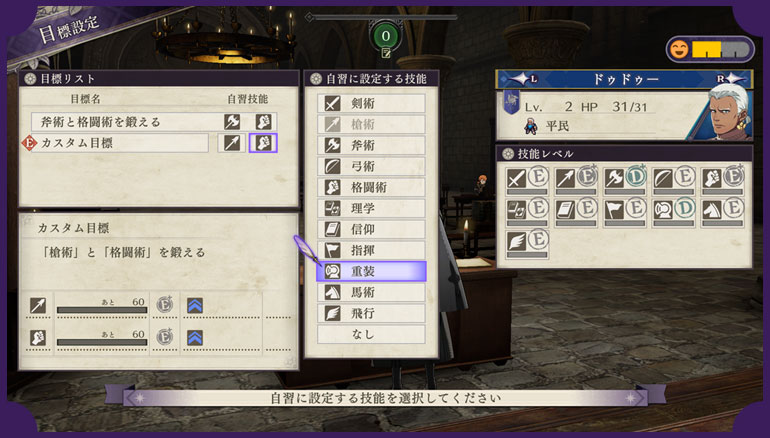 目標設定
0
目標リスト
目標名 自習技能
斧術と格闘術を鍛える
E カスタム目標
カスタム目標
「槍術」と「格闘術」を鍛える
あと 60 E+
あと 60 E+
自習に設定する技能
剣術
槍術
斧術
弓術
格闘術
理学
信仰
指揮
重装
馬術
飛行
なし
L ドゥドゥー R
Lv. 2 HP 31/31
平民
技能レベル
E E+ D+ E E+
E E E D E
E
自習に設定する技能を選択してください